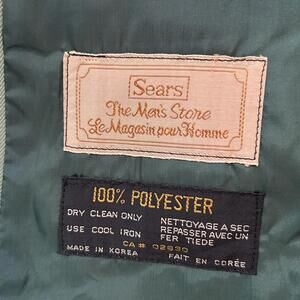 Sears
The Men's Store
Le Magasin pour Homme
100% POLYESTER
DRY CLEAN ONLY
USE COOL IRON
NETTOYAGE A SEC
REPASSER AVEC UN
FER TIEDE
CA# 02630
MADE IN KOREA
FAIT EN CORÉE